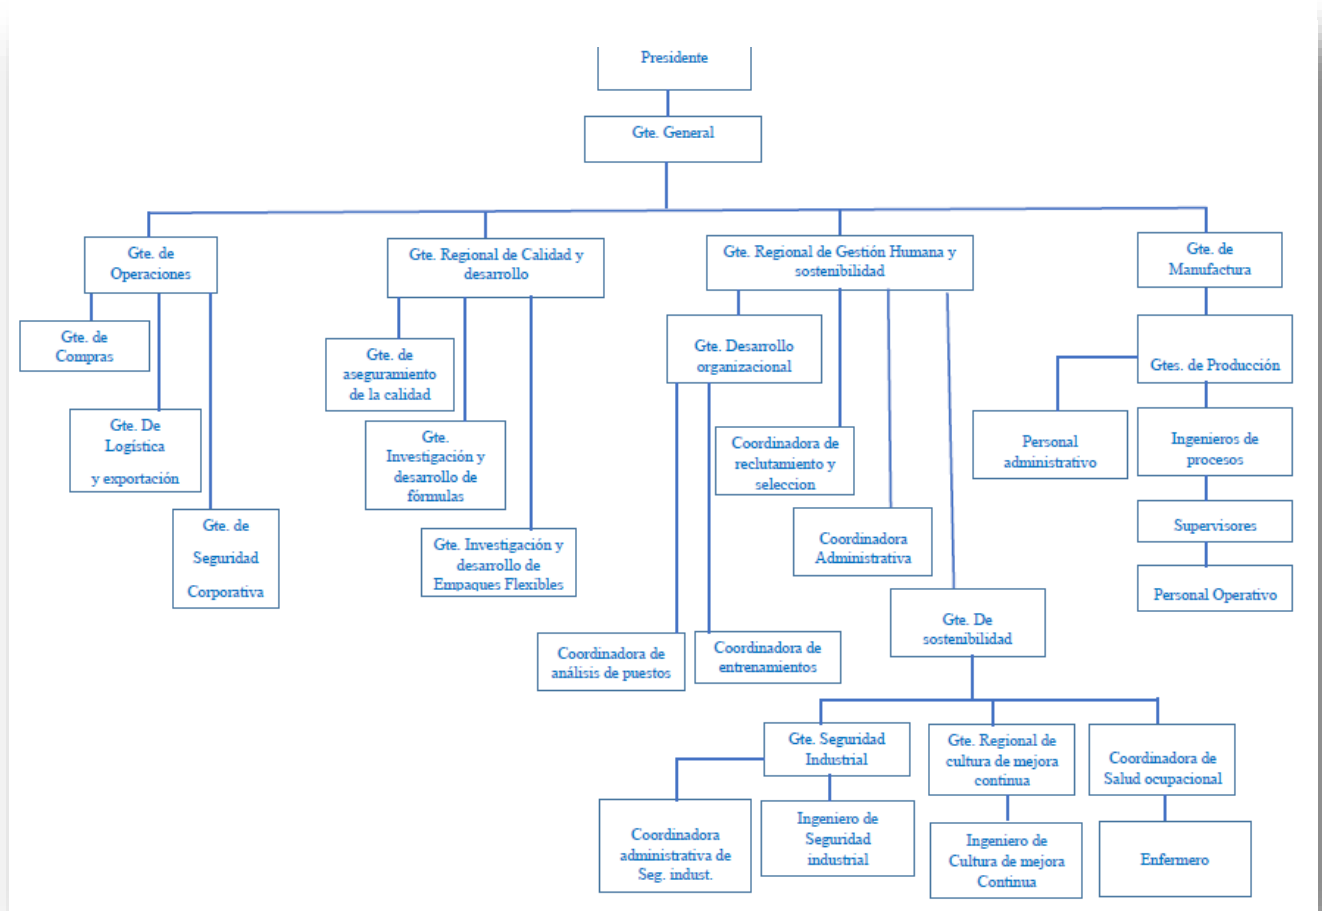 Presidente
Gte. General
Gte. de
Operaciones
Gte. Regional de Calidad y
desarrollo
Gte. Regional de Gestión Humana y
sostenibilidad
Gte. de
Manufactura
Gte. de
Compras
Gte. De
Logística
y exportación
Gte. de
Seguridad
Corporativa
Gte. de
aseguramiento
de la calidad
Gte.
Investigación y
desarrollo de
fórmulas
Gte. Investigación y
desarrollo de
Empaques Flexibles
Gte. Desarrollo
organizacional
Coordinadora de
reclutamiento y
seleccion
Coordinadora
Administrativa
Gte. De
sostenibilidad
Coordinadora de
análisis de puestos
Coordinadora de
entrenamientos
Gtes. de Producción
Personal
administrativo
Ingenieros de
procesos
Supervisores
Personal Operativo
Gte. Seguridad
Industrial
Gte. Regional de
cultura de mejora
continua
Coordinadora de
Salud ocupacional
Coordinadora
administrativa de
Seg. indust.
Ingeniero de
Seguridad
industrial
Ingeniero de
Cultura de mejora
Continua
Enfermero